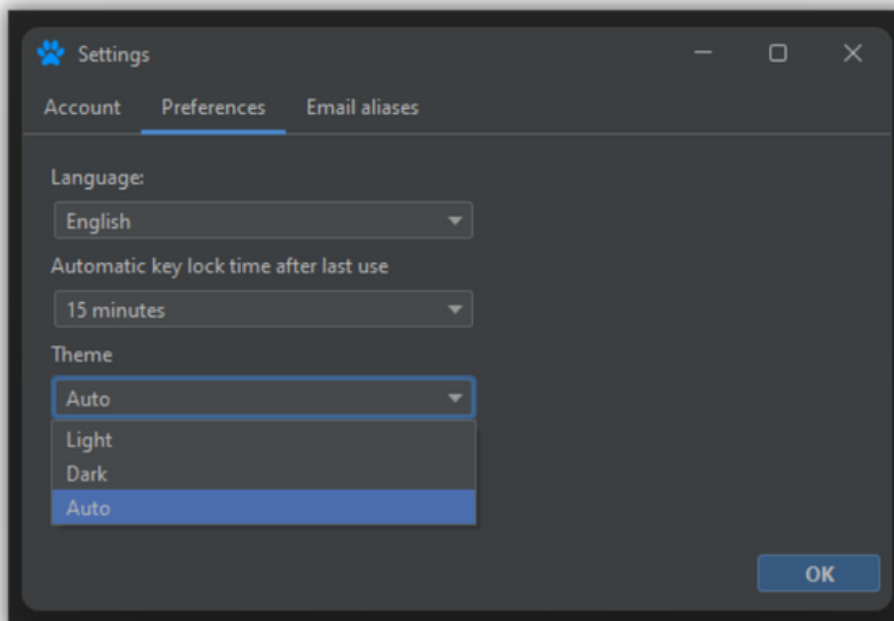 Settings
Account Preferences Email aliases
Language:
English
Automatic key lock time after last use
15 minutes
Theme
Auto
Light
Dark
Auto
OK